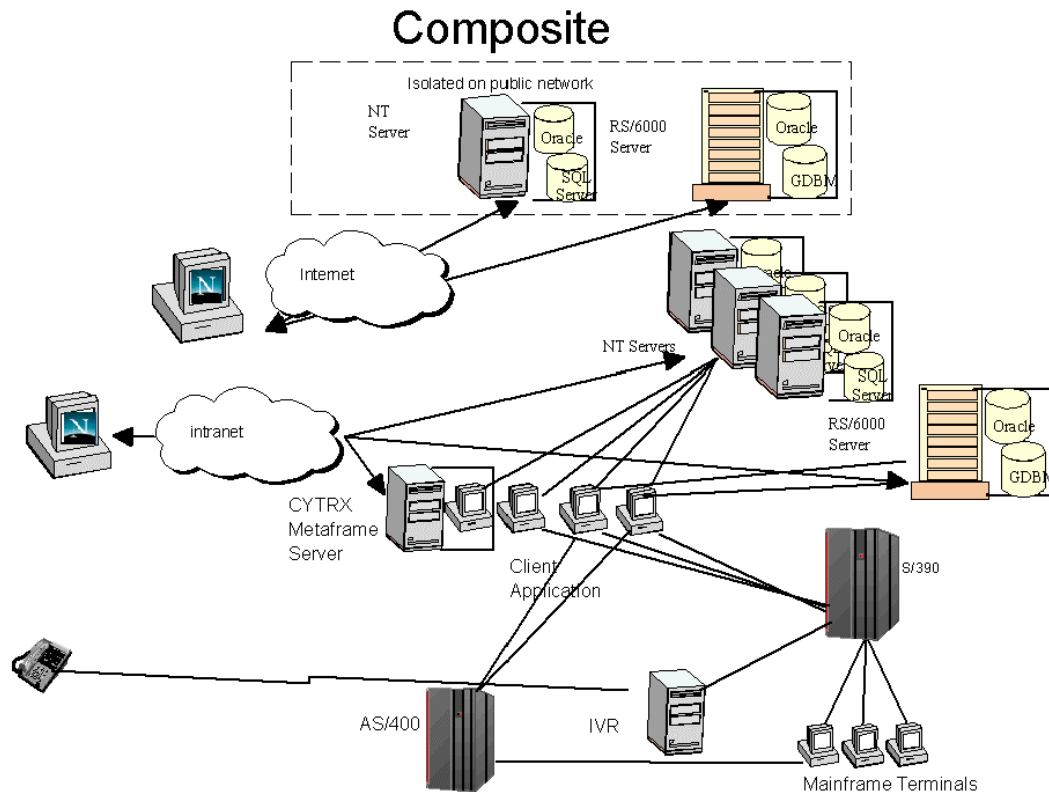 Composite
Isolated on public network
NT
Server
Oracle
SQL
Server
RS/6000
Server
Oracle
GDBM
Internet
N
Oracle
NT Servers
Oracle
SQL
Server
intranet
N
RS/6000
Server
Oracle
GDBM
CYTRX
Metaframe
Server
Client
Application
S/390
AS/400
IVR
Mainframe Terminals